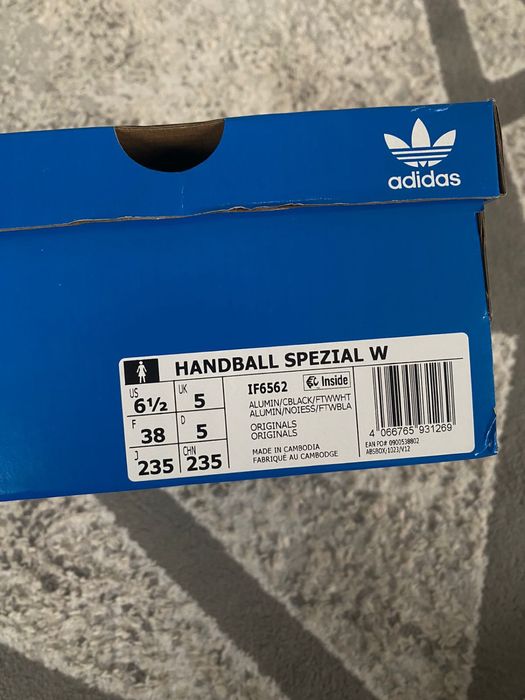 adidas
HANDBALL SPEZIAL W
US 6½ UK 5
F 38 D 5
J 235 CHN 235
IF6562 Inside
ALUMIN/CBLACK/FTWWHT
ALUMIN/NOIESS/FTWBLA
ORIGINALS
ORIGINALS
MADE IN CAMBODIA
FABRIQUÉ AU CAMBODGE
4 066765 931269
EAN PO# 0900538802
ABSBOX;1023/V12